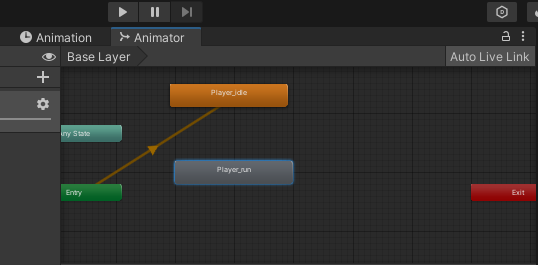 Animation
Animator
Base Layer
Auto Live Link
Player_idle
Any State
Player_run
Entry
Exit